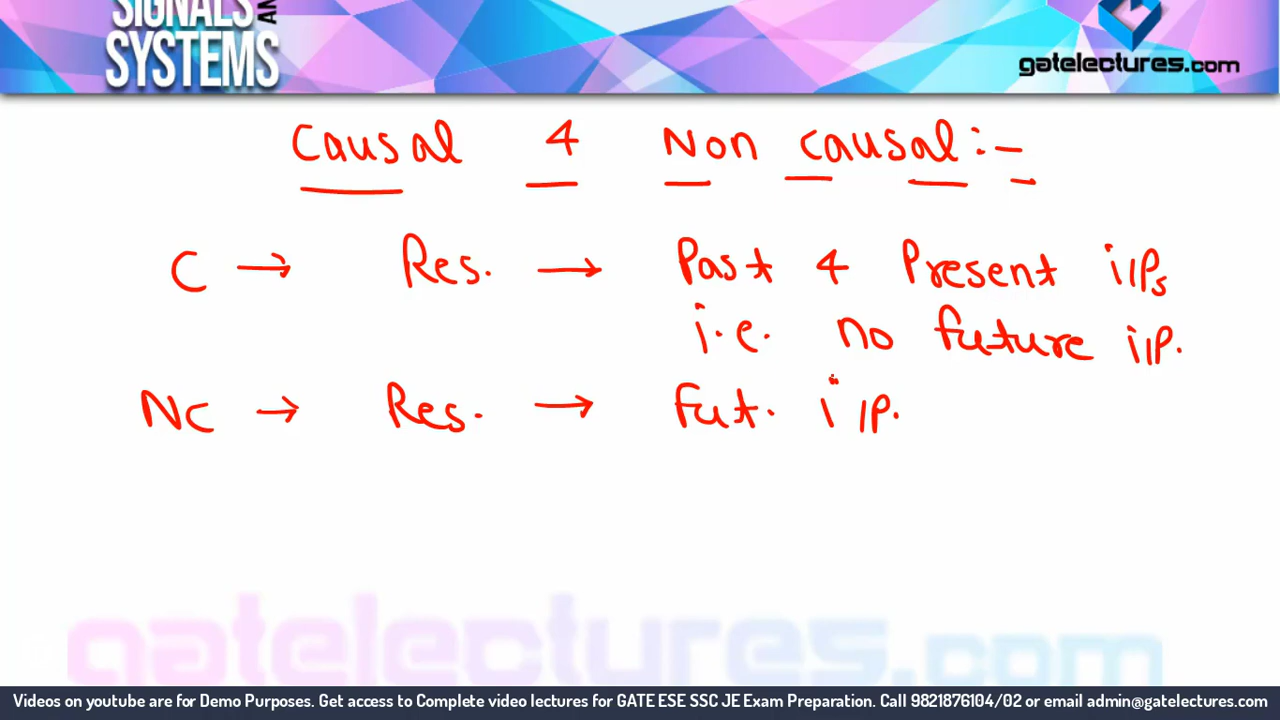 SIGNALS AND
SYSTEMS
gatelectures.com
Causal & Non causal :-
C → Res. → Past & Present i/Ps
i.e. no future i/P.
NC → Res. → Fut. i/P.
gatelectures.com
Videos on youtube are for Demo Purposes. Get access to Complete video lectures for GATE ESE SSC JE Exam Preparation. Call 9821876104/02 or email admin@gatelectures.com